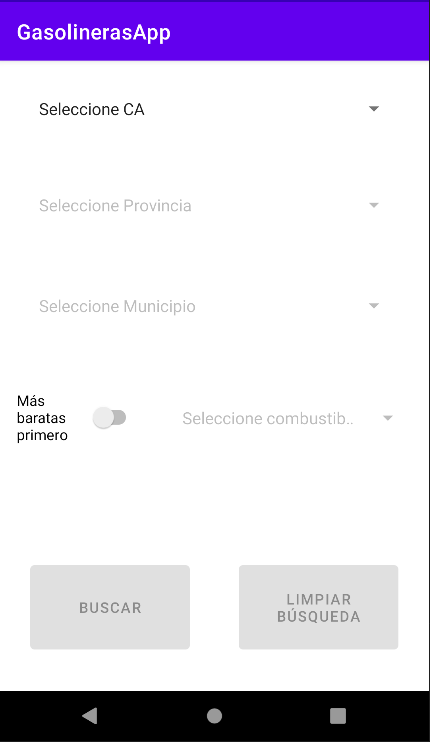 GasolinerasApp
Seleccione CA
Seleccione Provincia
Seleccione Municipio
Más
baratas
primero
Seleccione combustib..
BUSCAR
LIMPIAR
BÚSQUEDA